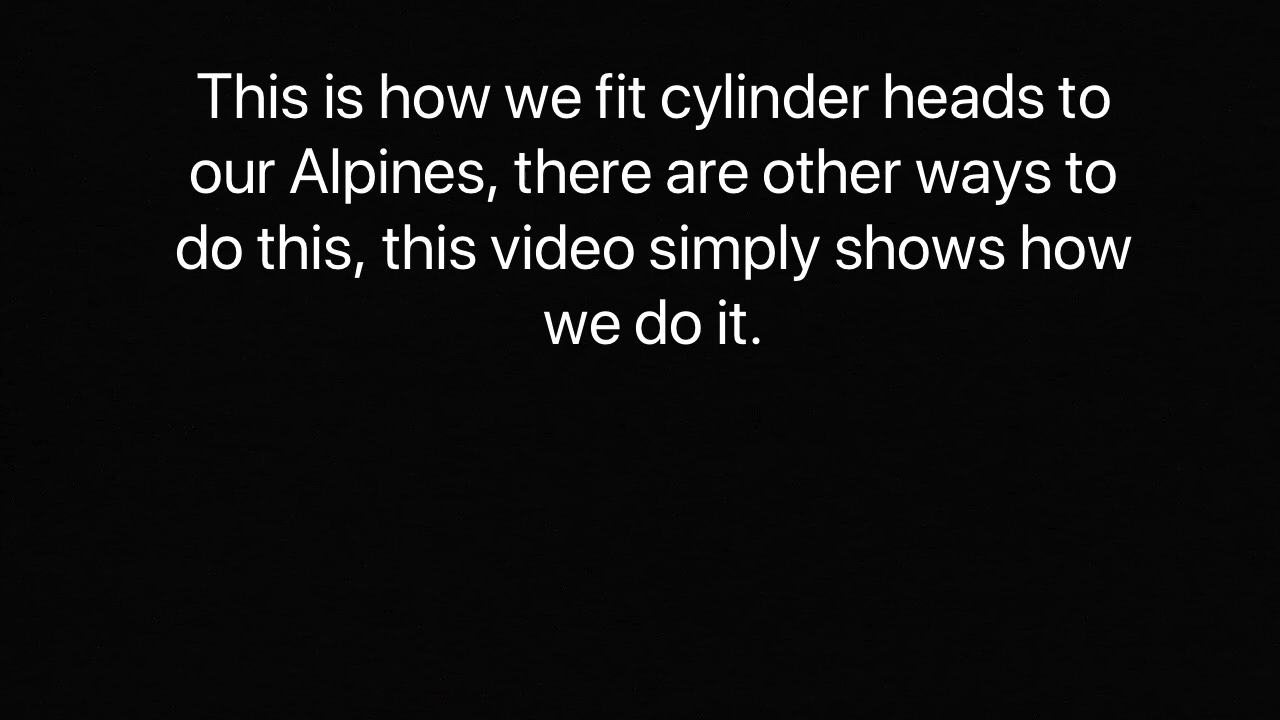 This is how we fit cylinder heads to
our Alpines, there are other ways to
do this, this video simply shows how
we do it.